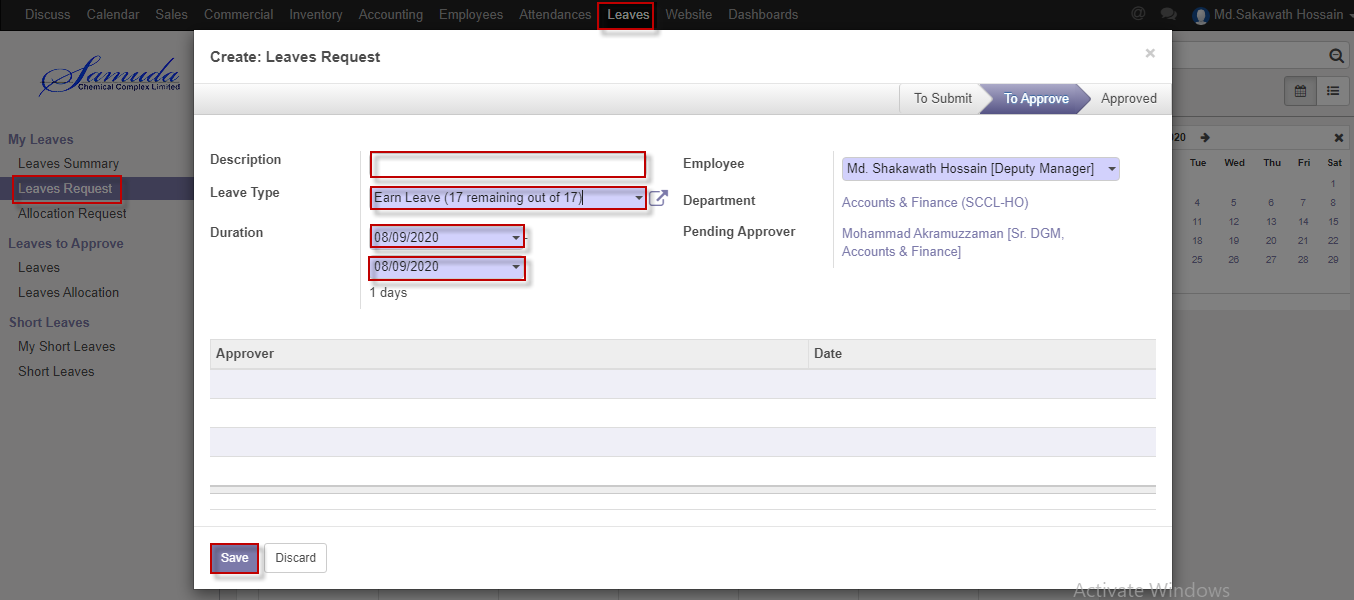 Discuss Calendar Sales Commercial Inventory Accounting Employees Attendances Leaves Website Dashboards @ Md.Sakawath Hossain
Samuda
Chemical Complex Limited
Create: Leaves Request ×
To Submit To Approve Approved
My Leaves
Leaves Summary
Leaves Request
Allocation Request
Leaves to Approve
Leaves
Leaves Allocation
Short Leaves
My Short Leaves
Short Leaves
Description
Leave Type Earn Leave (17 remaining out of 17)
Duration 08/09/2020
08/09/2020
1 days
Employee Md. Shakawath Hossain [Deputy Manager]
Department Accounts & Finance (SCCL-HO)
Pending Approver Mohammad Akramuzzaman [Sr. DGM,
Accounts & Finance]
Approver Date
Save Discard
20
Tue Wed Thu Fri Sat
1
4 5 6 7 8
11 12 13 14 15
18 19 20 21 22
25 26 27 28 29
Activate Windows